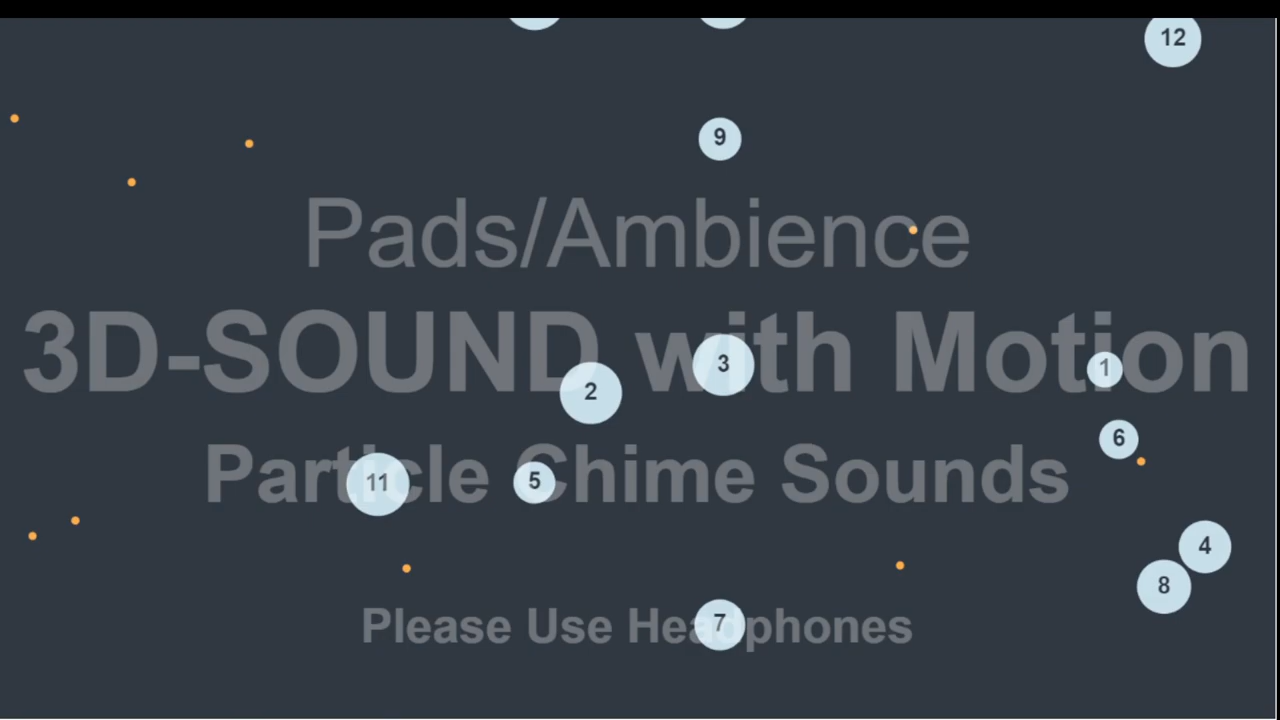 12
9
Pads/Ambience
3D-SOUND with Motion
3
1
2
6
Particle Chime Sounds
11
5
4
8
Please Use Headphones
7